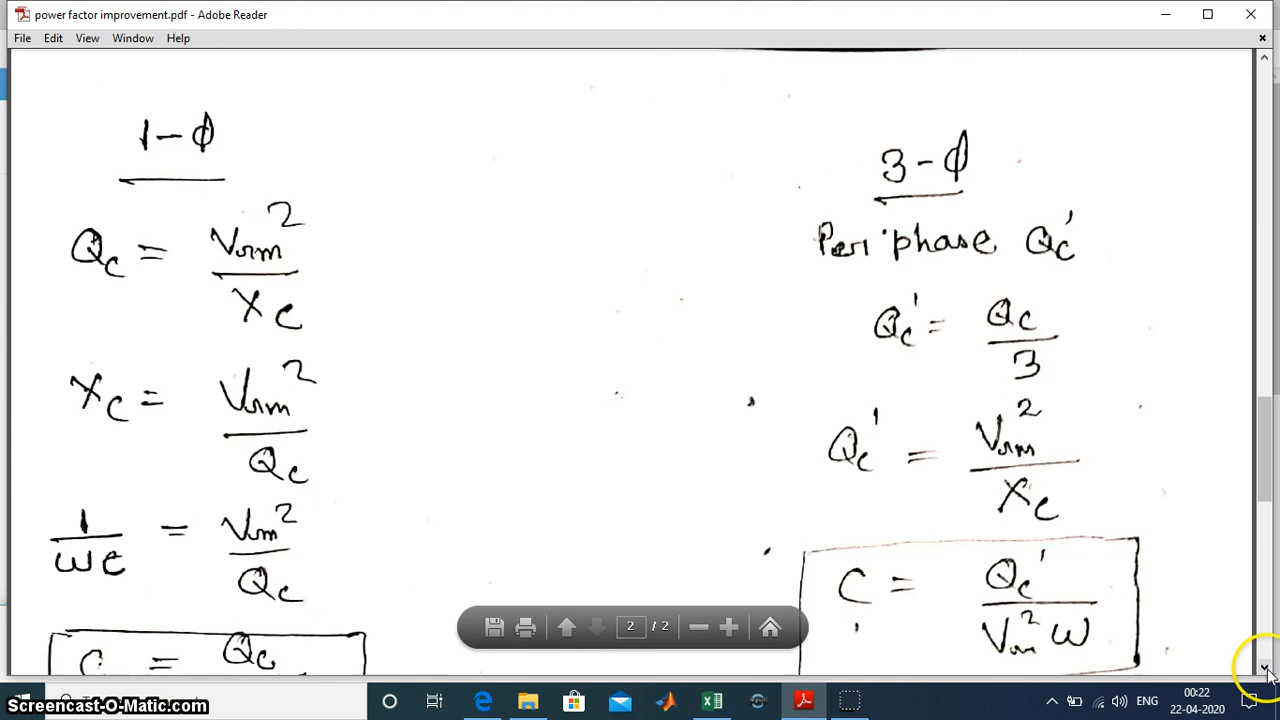 power factor improvement.pdf - Adobe Reader
File Edit View Window Help
1-ϕ
Qc = Vrm² / Xc
Xc = Vrm² / Qc
1 / ωc = Vrm² / Qc
C = Qc
3-ϕ
Per phase Qc'
Qc' = Qc / 3
Qc' = Vrm² / Xc
C = Qc' / Vrm² ω
2 / 2
Screencast-O-Matic.com
ENG
00:22
22-04-2020